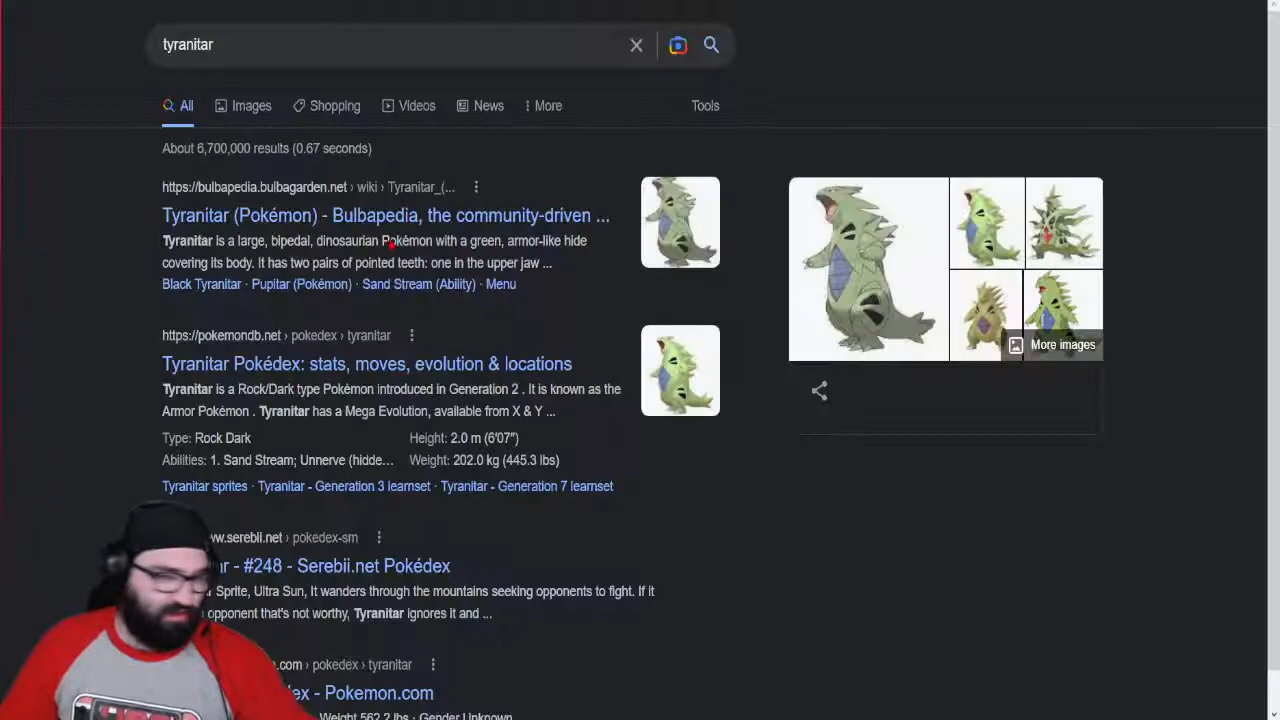 tyranitar
All Images Shopping Videos News More Tools
About 6,700,000 results (0.67 seconds)
https://bulbapedia.bulbagarden.net › wiki › Tyranitar_(...
Tyranitar (Pokémon) - Bulbapedia, the community-driven ...
Tyranitar is a large, bipedal, dinosaurian Pokémon with a green, armor-like hide
covering its body. It has two pairs of pointed teeth: one in the upper jaw ...
Black Tyranitar · Pupitar (Pokémon) · Sand Stream (Ability) · Menu
https://pokemondb.net › pokedex › tyranitar
Tyranitar Pokédex: stats, moves, evolution & locations
Tyranitar is a Rock/Dark type Pokémon introduced in Generation 2 . It is known as the
Armor Pokémon . Tyranitar has a Mega Evolution, available from X & Y ...
Type: Rock Dark Height: 2.0 m (6′07″)
Abilities: 1. Sand Stream; Unnerve (hidde... Weight: 202.0 kg (445.3 lbs)
Tyranitar sprites · Tyranitar - Generation 3 learnset · Tyranitar - Generation 7 learnset
More images
.serebii.net › pokedex-sm
- #248 - Serebii.net Pokédex
Sprite, Ultra Sun, It wanders through the mountains seeking opponents to fight. If it
opponent that's not worthy, Tyranitar ignores it and ...
.com › pokedex › tyranitar
- Pokemon.com
Weight 562.2 lbs · Gender Unknown